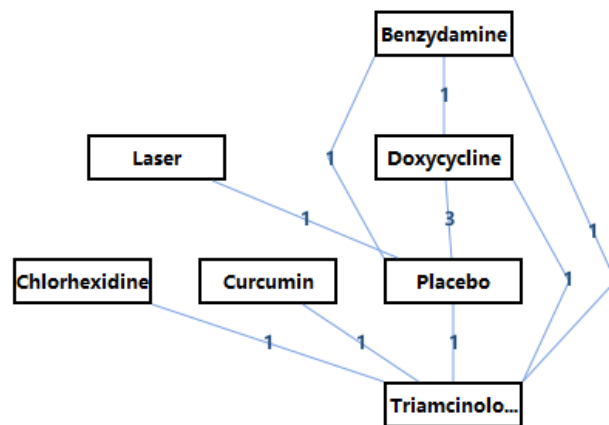 Benzydamine
1
Laser
1
Doxycycline
1
3
1
Chlorhexidine
Curcumin
Placebo
1
1
1
1
Triamcinolo...